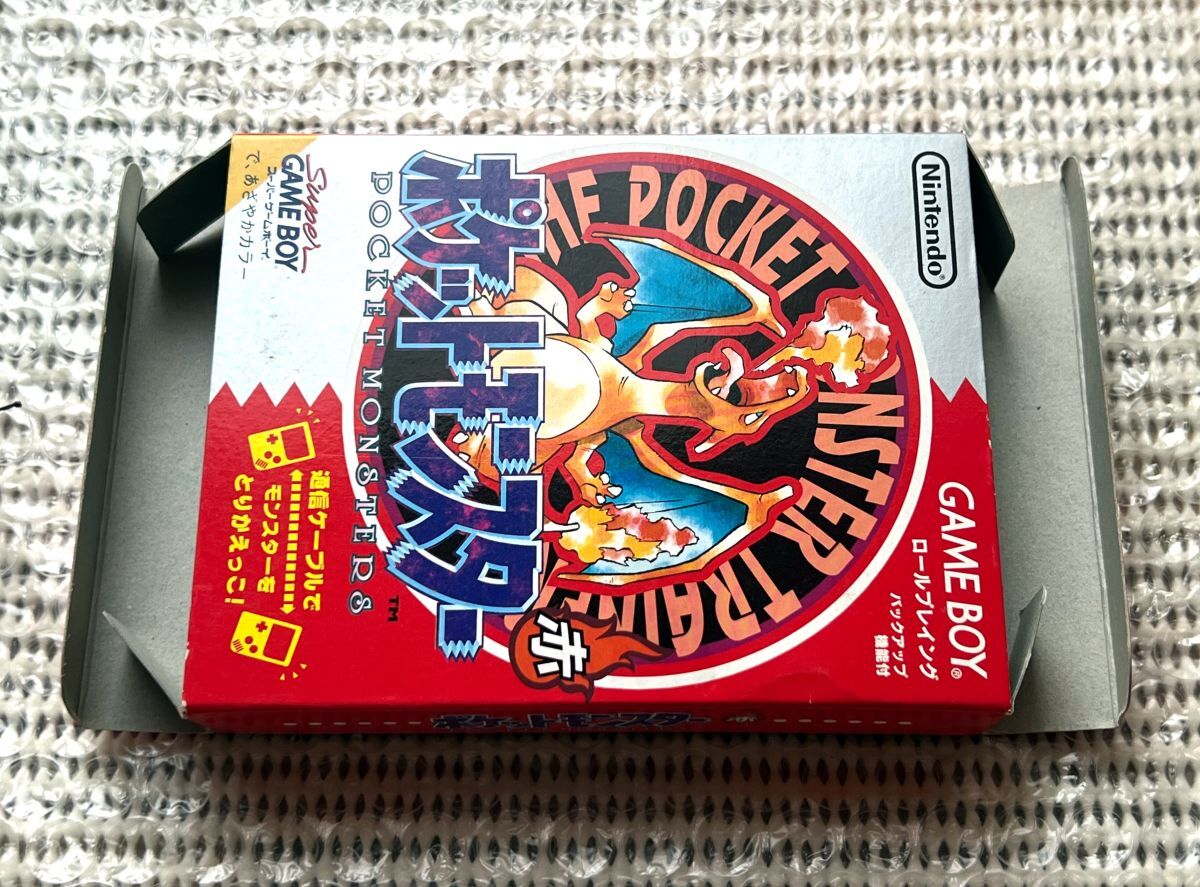 Nintendo®
GAME BOY®
ロールプレイング
バックアップ
機能付
THE POCKET MONSTER TRAINER
ポケットモンスター
赤
POCKET MONSTERS
TM
Super
GAME BOY
スーパーゲームボーイ
で、あざやかカラー
通信ケーブルで
モンスターを
とりかえっこ!
ポケットモンスター 赤